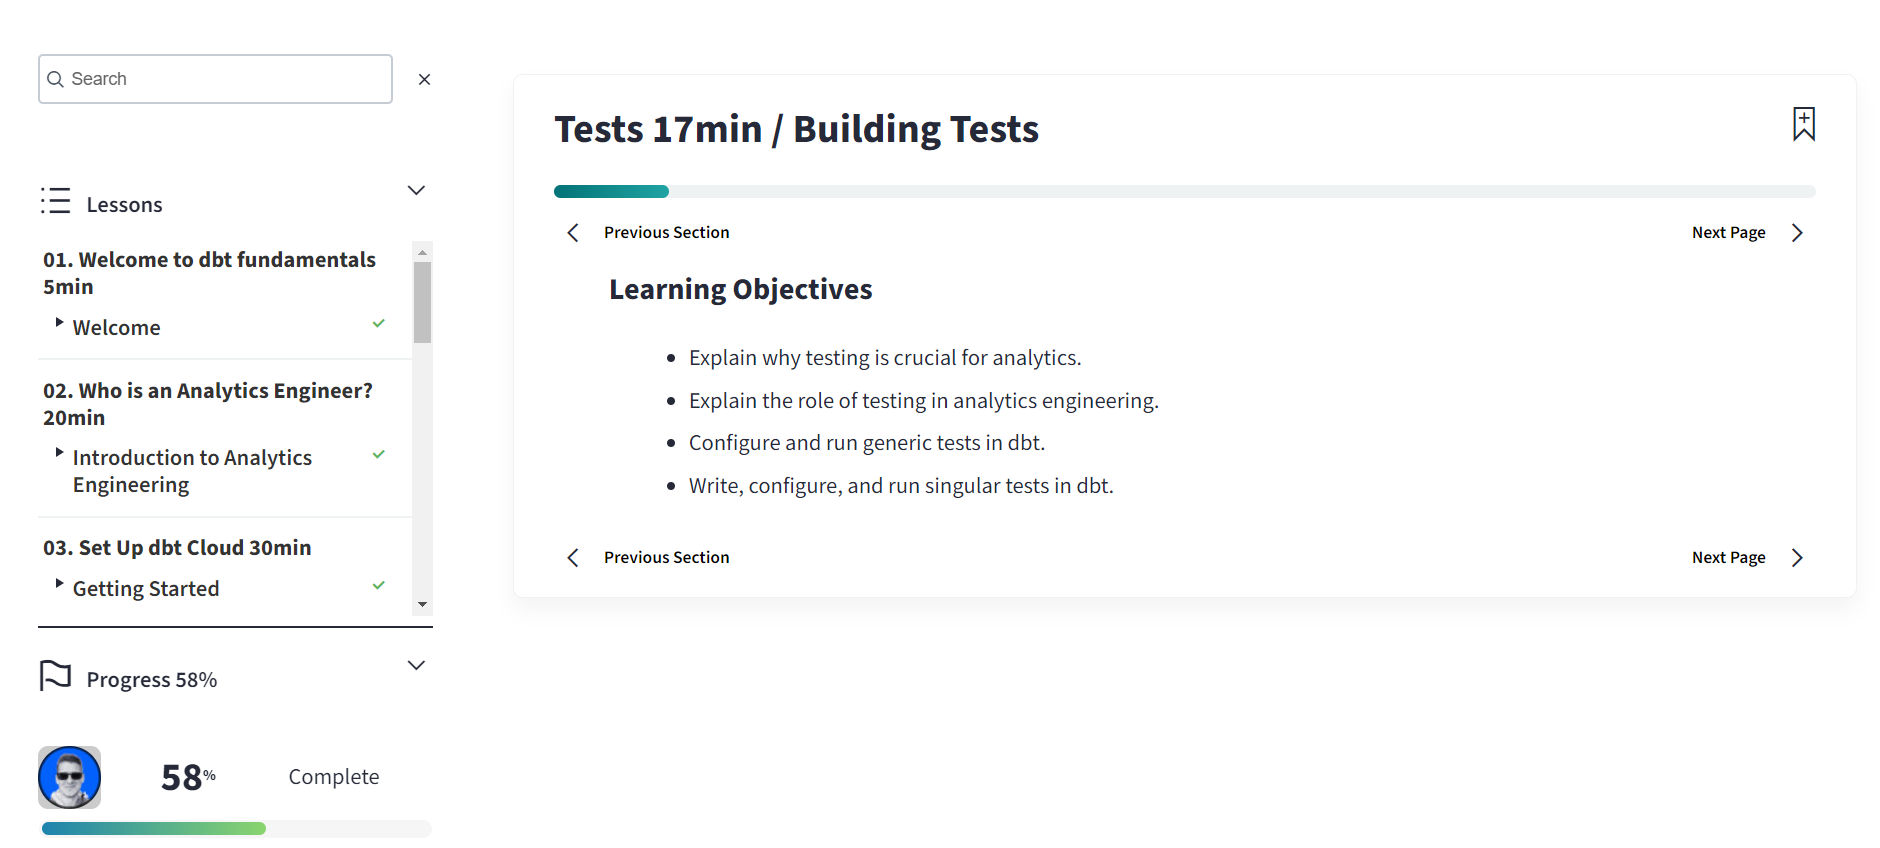 Search
Lessons
01. Welcome to dbt fundamentals
5min
Welcome
02. Who is an Analytics Engineer?
20min
Introduction to Analytics
Engineering
03. Set Up dbt Cloud 30min
Getting Started
Progress 58%
58%
Complete
Tests 17min / Building Tests
Previous Section
Next Page
Learning Objectives
Explain why testing is crucial for analytics.
Explain the role of testing in analytics engineering.
Configure and run generic tests in dbt.
Write, configure, and run singular tests in dbt.
Previous Section
Next Page